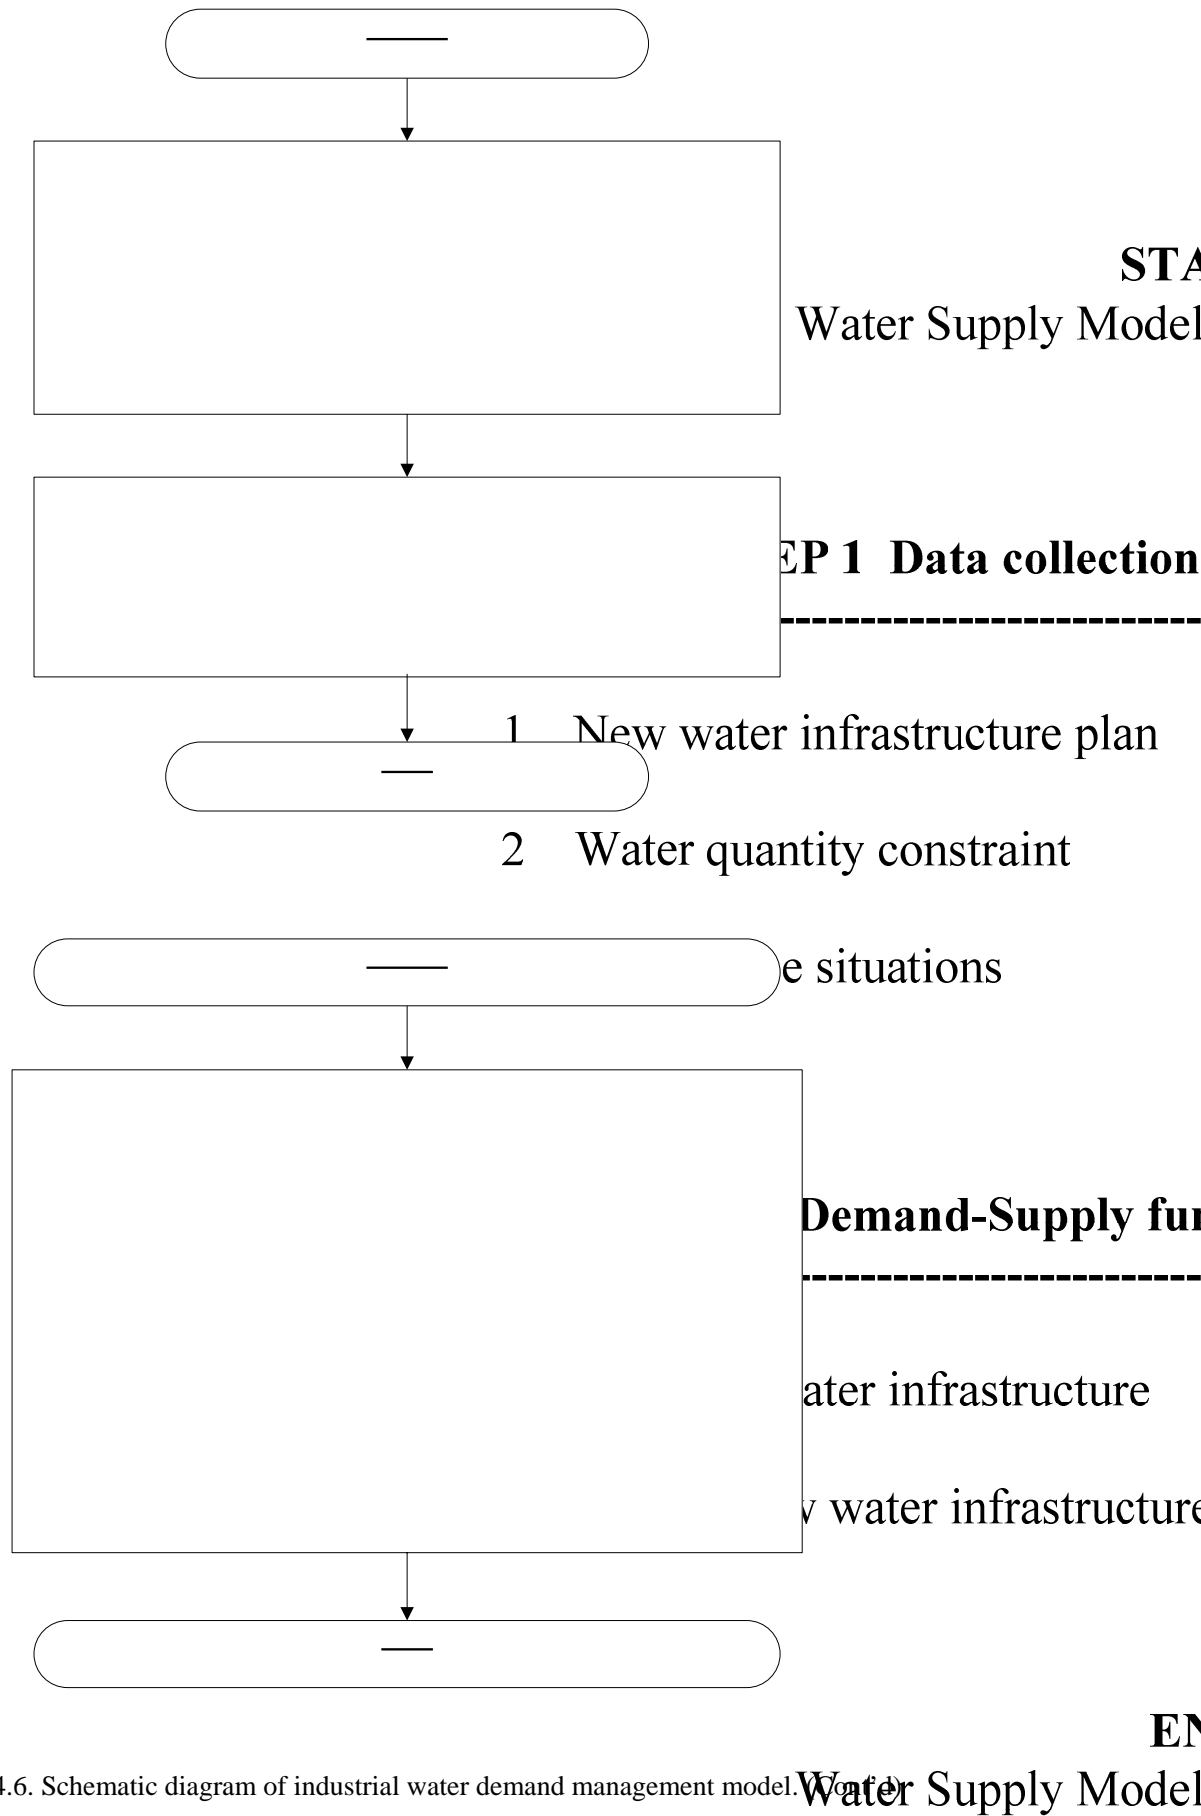 STA
Water Supply Model
EP 1 Data collection
--------------------------
1 New water infrastructure plan
2 Water quantity constraint
e situations
Demand-Supply fu
-------------------------
ater infrastructure
w water infrastructure
EN
4.6. Schematic diagram of industrial water demand management model. (Cont'd)
Water Supply Model